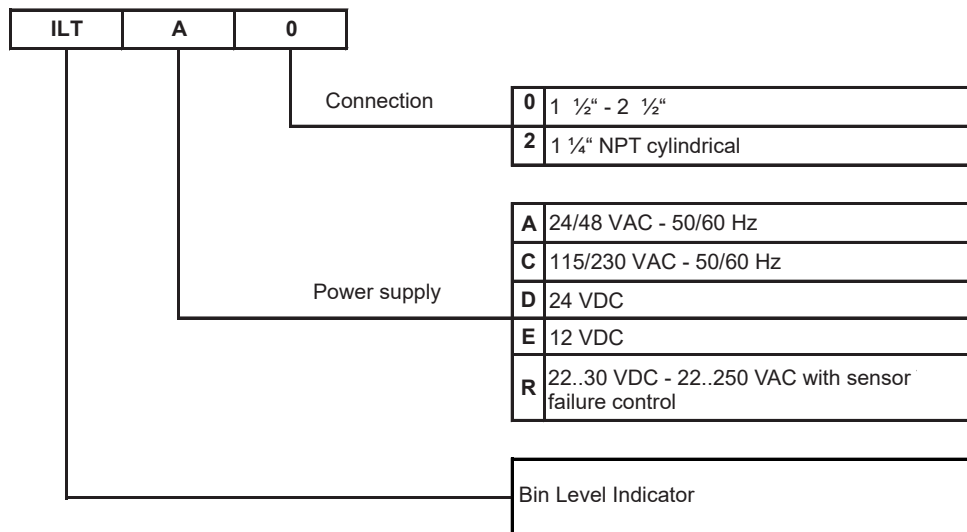 ILT A 0
Connection
0 1 ½“ - 2 ½“
2 1 ¼“ NPT cylindrical
Power supply
A 24/48 VAC - 50/60 Hz
C 115/230 VAC - 50/60 Hz
D 24 VDC
E 12 VDC
R 22..30 VDC - 22..250 VAC with sensor
failure control
Bin Level Indicator